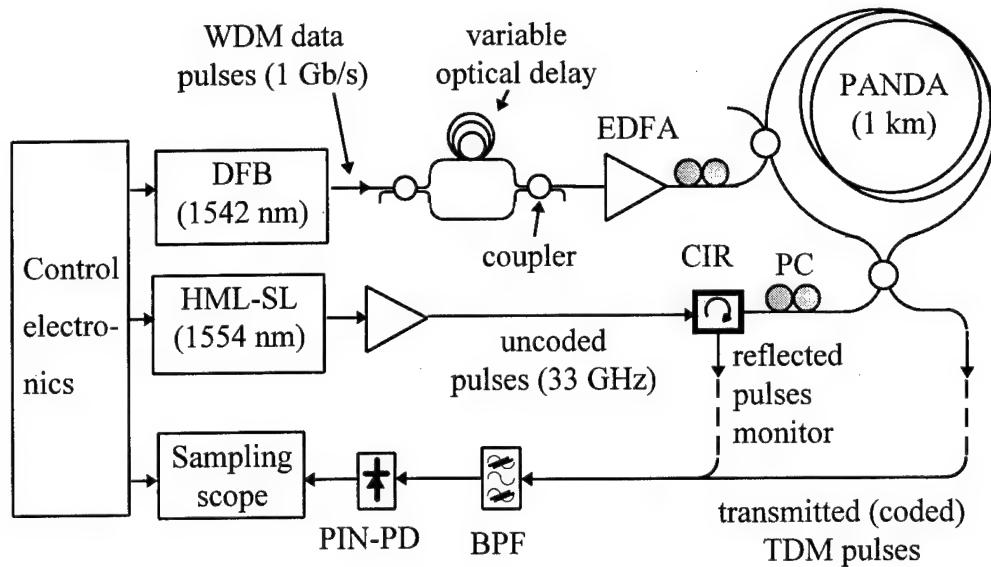 WDM data
pulses (1 Gb/s)
variable
optical delay
EDFA
PANDA
(1 km)
DFB
(1542 nm)
coupler
Control
electro-
nics
HML-SL
(1554 nm)
CIR
PC
uncoded
pulses (33 GHz)
reflected
pulses
monitor
Sampling
scope
PIN-PD
BPF
transmitted (coded)
TDM pulses